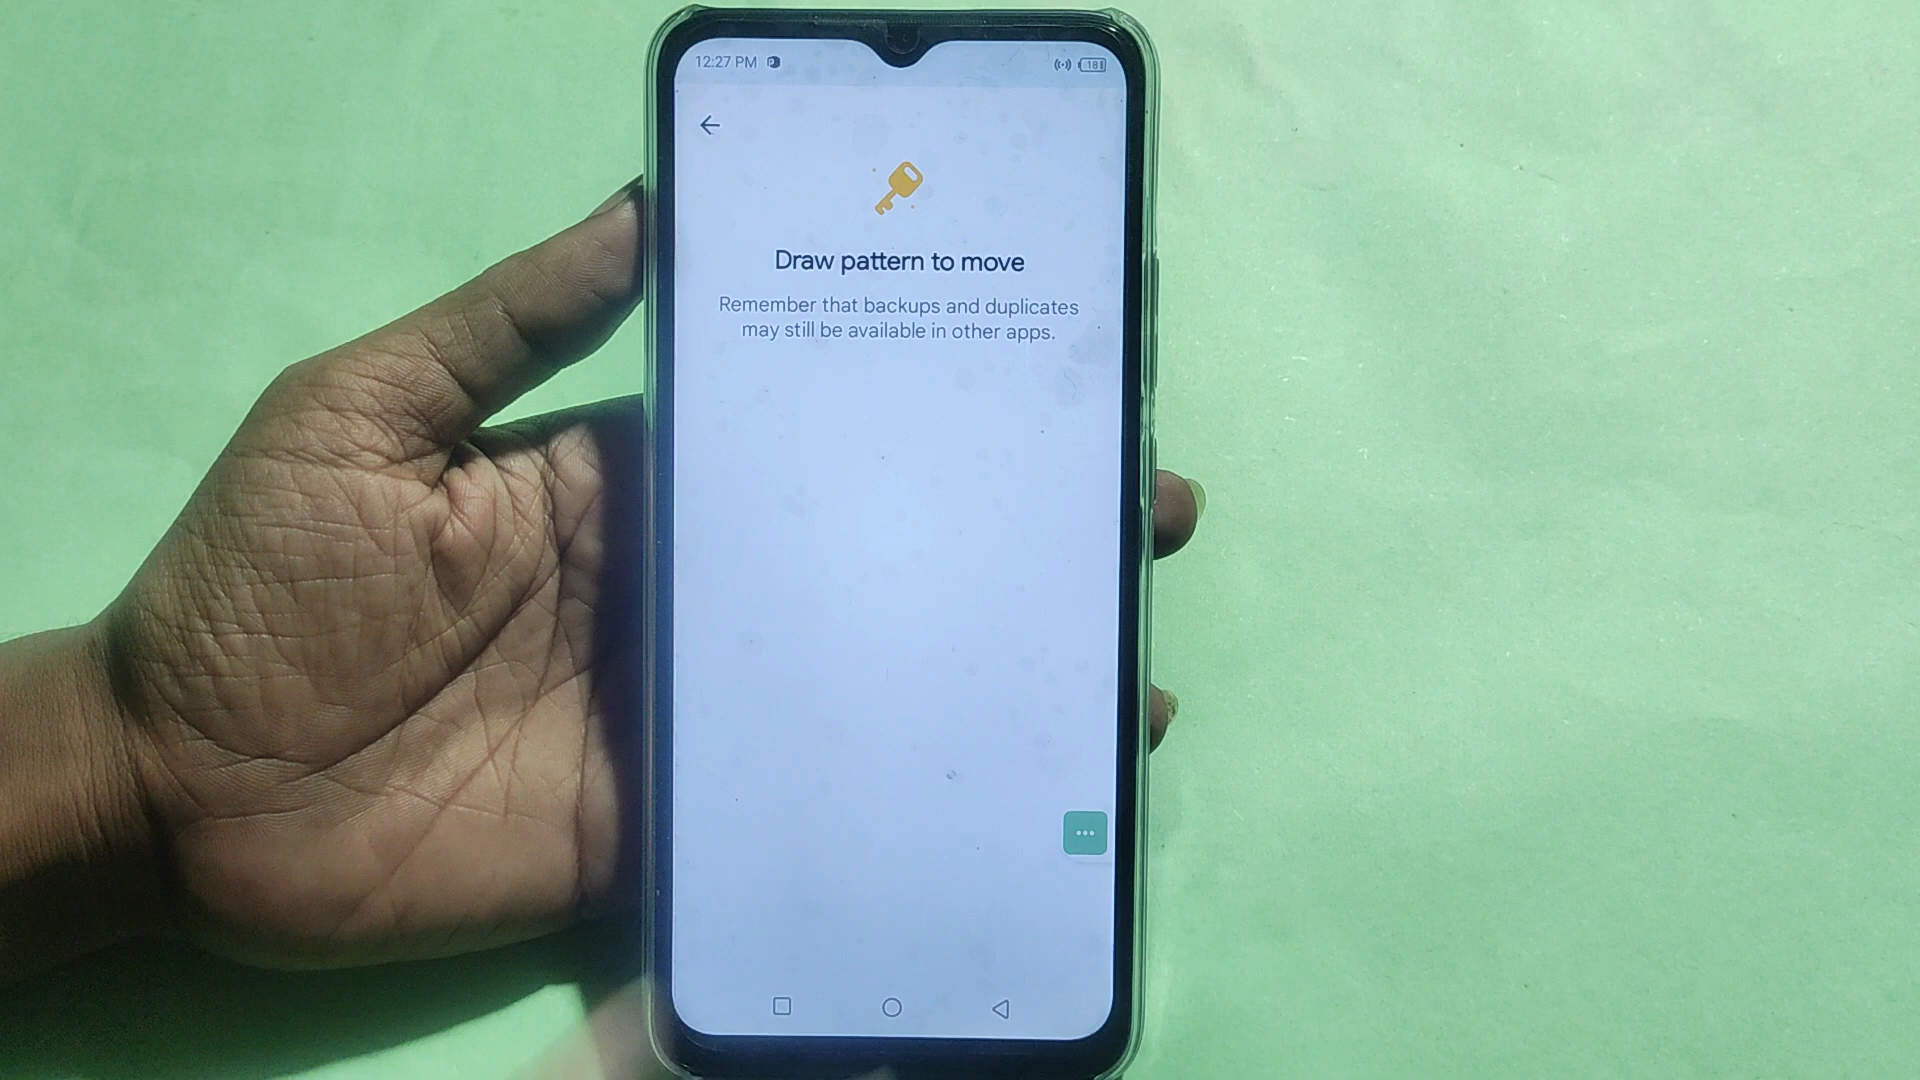 12:27 PM
18
Draw pattern to move
Remember that backups and duplicates
may still be available in other apps.